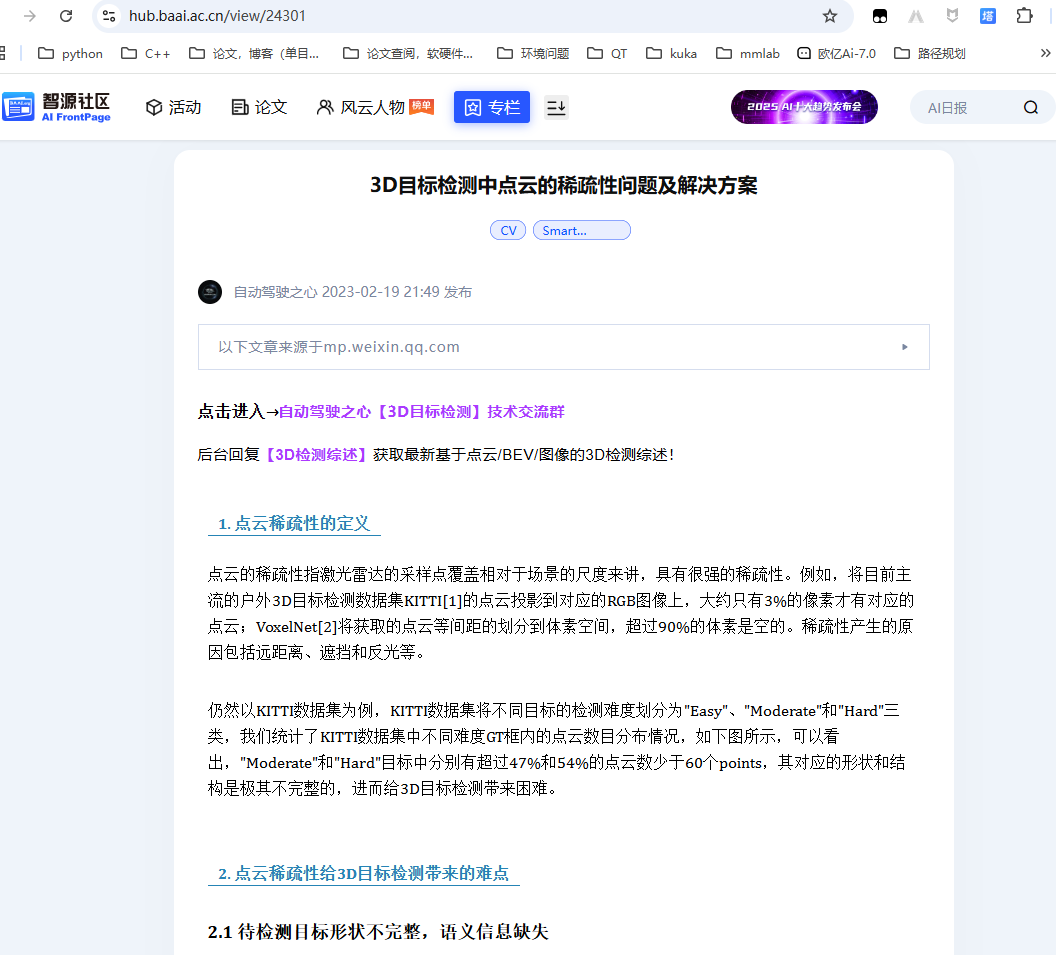 hub.baai.ac.cn/view/24301
python C++ 论文，博客（单目... 论文查阅，软硬件... 环境问题 QT kuka mmlab 欧亿Ai-7.0 路径规划
智源社区 AI FrontPage 活动 论文 风云人物 榜单 专栏 2025 AI十大趋势发布会 AI日报
3D目标检测中点云的稀疏性问题及解决方案
CV Smart...
自动驾驶之心 2023-02-19 21:49 发布
以下文章来源于mp.weixin.qq.com
点击进入→自动驾驶之心【3D目标检测】技术交流群
后台回复【3D检测综述】获取最新基于点云/BEV/图像的3D检测综述！
1. 点云稀疏性的定义
点云的稀疏性指激光雷达的采样点覆盖相对于场景的尺度来讲，具有很强的稀疏性。例如，将目前主
流的户外3D目标检测数据集KITTI[1]的点云投影到对应的RGB图像上，大约只有3%的像素才有对应的
点云；VoxelNet[2]将获取的点云等间距的划分到体素空间，超过90%的体素是空的。稀疏性产生的原
因包括远距离、遮挡和反光等。
仍然以KITTI数据集为例，KITTI数据集将不同目标的检测难度划分为"Easy"、"Moderate"和"Hard"三
类，我们统计了KITTI数据集中不同难度GT框内的点云数目分布情况，如下图所示，可以看
出，"Moderate"和"Hard"目标中分别有超过47%和54%的点云数少于60个points，其对应的形状和结
构是极其不完整的，进而给3D目标检测带来困难。
2. 点云稀疏性给3D目标检测带来的难点
2.1 待检测目标形状不完整，语义信息缺失